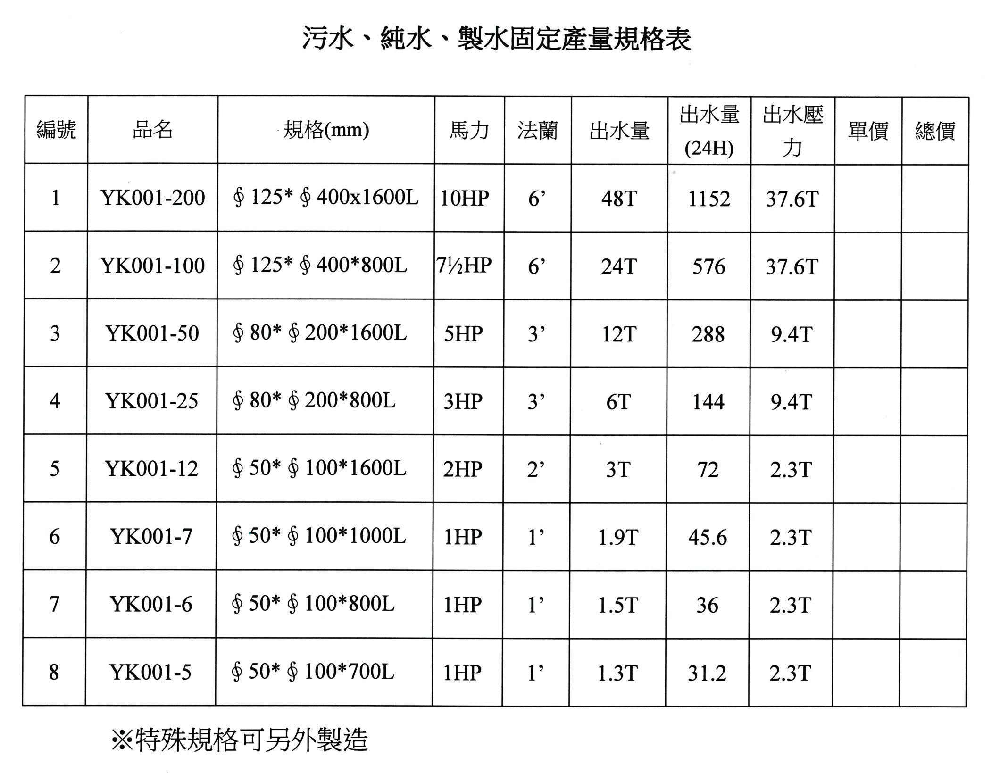 污水、純水、製水固定產量規格表
編號 品名 規格(mm) 馬力 法蘭 出水量 出水量(24H) 出水壓力 單價 總價
1 YK001-200 ∮125*∮400x1600L 10HP 6’ 48T 1152 37.6T
2 YK001-100 ∮125*∮400*800L 7½HP 6’ 24T 576 37.6T
3 YK001-50 ∮80*∮200*1600L 5HP 3’ 12T 288 9.4T
4 YK001-25 ∮80*∮200*800L 3HP 3’ 6T 144 9.4T
5 YK001-12 ∮50*∮100*1600L 2HP 2’ 3T 72 2.3T
6 YK001-7 ∮50*∮100*1000L 1HP 1’ 1.9T 45.6 2.3T
7 YK001-6 ∮50*∮100*800L 1HP 1’ 1.5T 36 2.3T
8 YK001-5 ∮50*∮100*700L 1HP 1’ 1.3T 31.2 2.3T
※特殊規格可另外製造